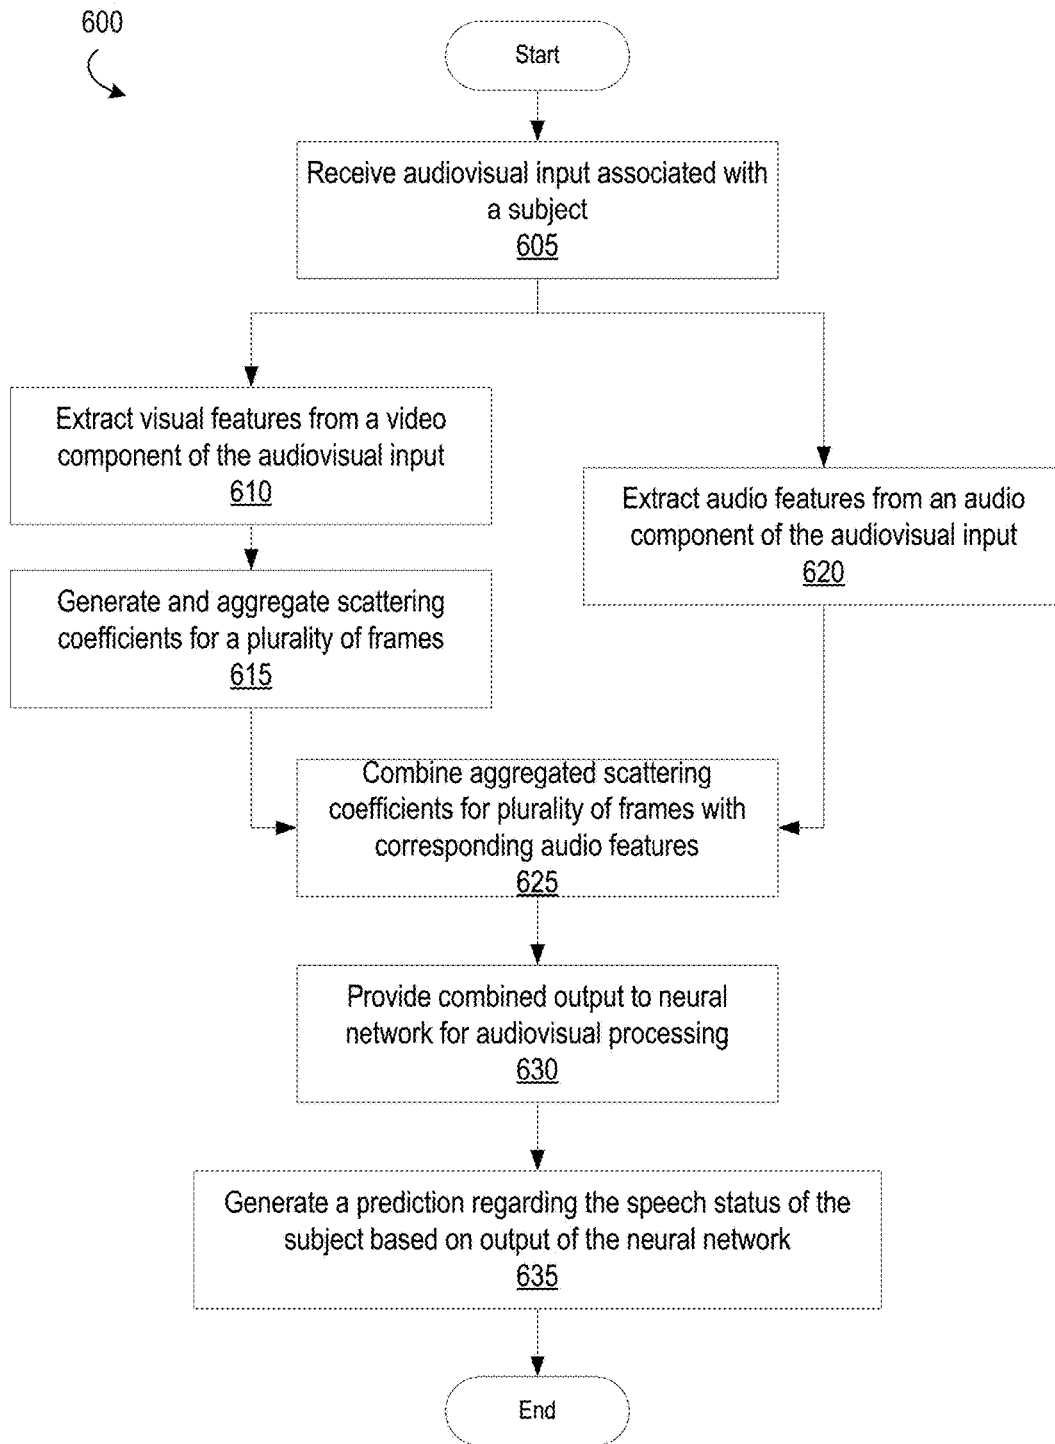 600
Start
Receive audiovisual input associated with
a subject
605
Extract visual features from a video
component of the audiovisual input
610
Extract audio features from an audio
component of the audiovisual input
620
Generate and aggregate scattering
coefficients for a plurality of frames
615
Combine aggregated scattering
coefficients for plurality of frames with
corresponding audio features
625
Provide combined output to neural
network for audiovisual processing
630
Generate a prediction regarding the speech status of the
subject based on output of the neural network
635
End